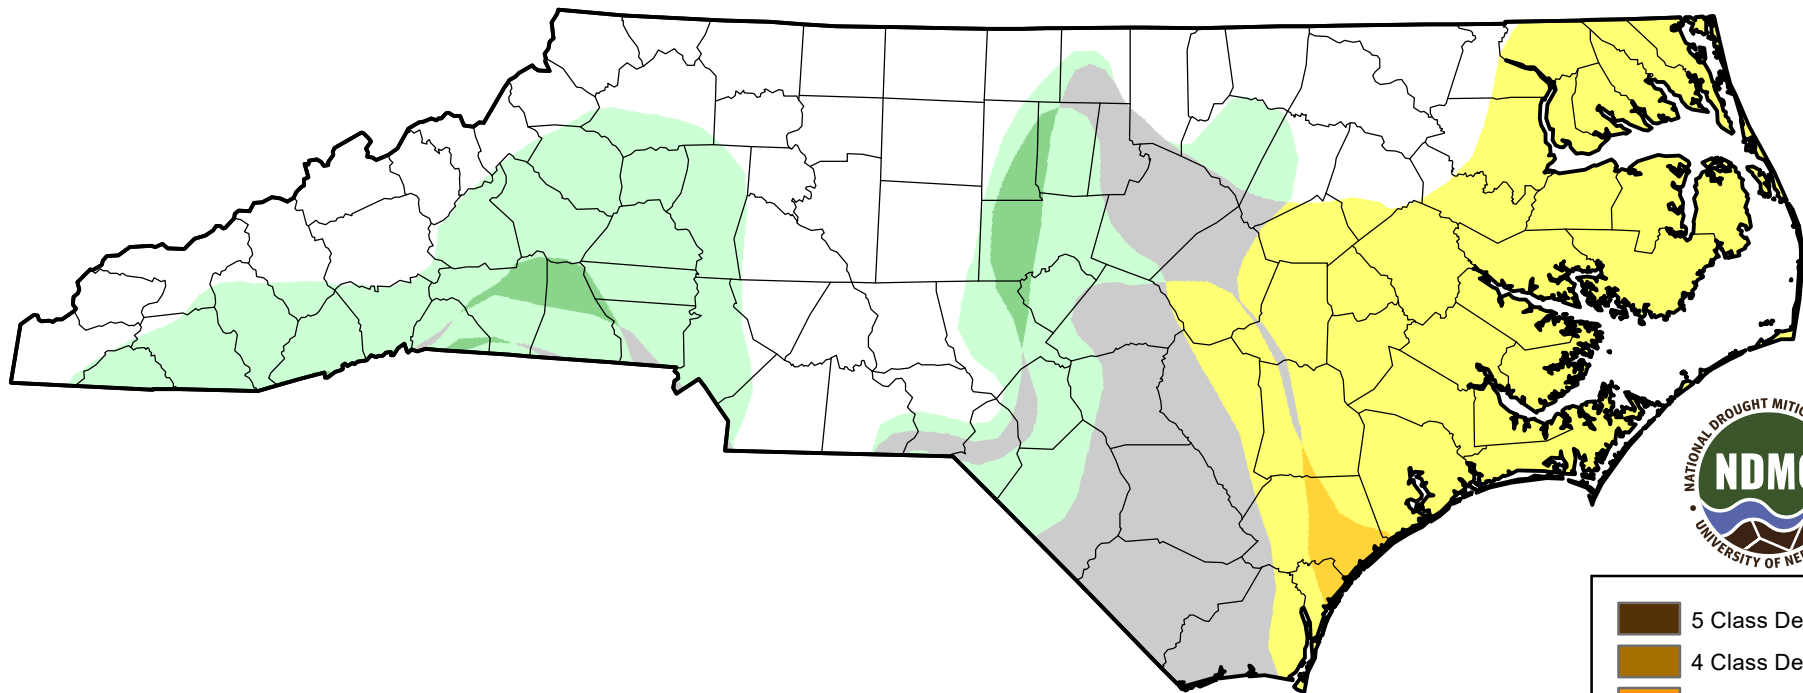 NATIONAL DROUGHT MITIG
NDMC
UNIVERSITY OF NE
5 Class De
4 Class De